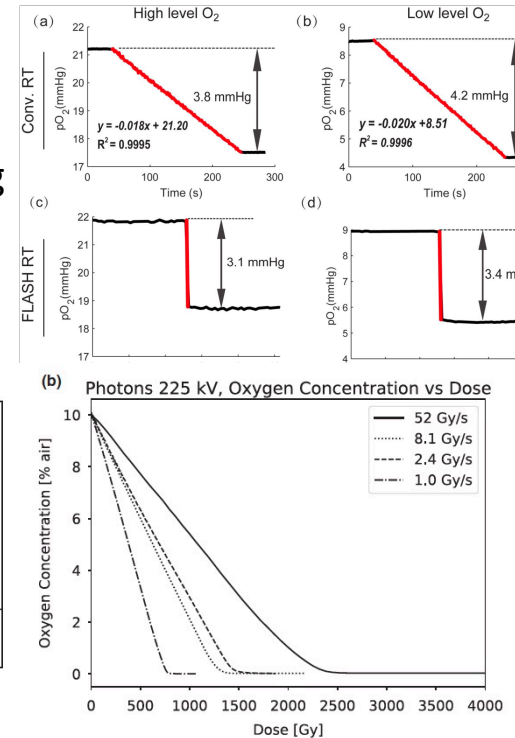 High level O2
Low level O2
(a)
(b)
Conv. RT
pO2(mmHg)
22
21
20
19
18
17
3.8 mmHg
y = -0.018x + 21.20
R2 = 0.9995
0
100
200
300
Time (s)
pO2(mmHg)
9
8
7
6
5
4
4.2 mmHg
y = -0.020x +8.51
R2 = 0.9996
0
100
200
Time (s)
(c)
(d)
FLASH RT
pO2(mmHg)
22
21
20
19
18
17
3.1 mmHg
pO2(mmHg)
9
8
7
6
5
4
3.4 m
g
(b)
Photons 225 kV, Oxygen Concentration vs Dose
52 Gy/s
8.1 Gy/s
2.4 Gy/s
1.0 Gy/s
Oxygen Concentration [% air]
10
8
6
4
2
0
0
500
1000
1500
2000
2500
3000
3500
4000
Dose [Gy]